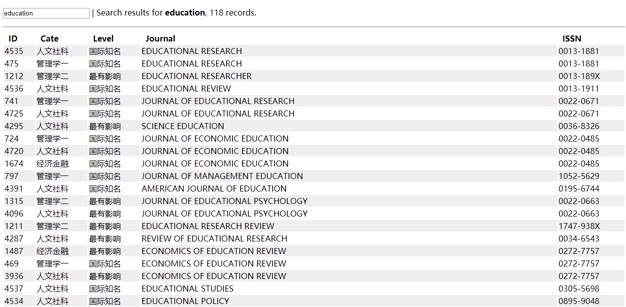 education | Search results for education, 118 records.
ID Cate Level Journal ISSN
4535 人文社科 国际知名 EDUCATIONAL RESEARCH 0013-1881
475 管理学一 国际知名 EDUCATIONAL RESEARCH 0013-1881
1212 管理学二 最有影响 EDUCATIONAL RESEARCHER 0013-189X
4536 人文社科 国际知名 EDUCATIONAL REVIEW 0013-1911
741 管理学一 国际知名 JOURNAL OF EDUCATIONAL RESEARCH 0022-0671
4725 人文社科 国际知名 JOURNAL OF EDUCATIONAL RESEARCH 0022-0671
4295 人文社科 最有影响 SCIENCE EDUCATION 0036-8326
724 管理学一 国际知名 JOURNAL OF ECONOMIC EDUCATION 0022-0485
4720 人文社科 国际知名 JOURNAL OF ECONOMIC EDUCATION 0022-0485
1674 经济金融 国际知名 JOURNAL OF ECONOMIC EDUCATION 0022-0485
797 管理学一 国际知名 JOURNAL OF MANAGEMENT EDUCATION 1052-5629
4391 人文社科 国际知名 AMERICAN JOURNAL OF EDUCATION 0195-6744
1315 管理学二 最有影响 JOURNAL OF EDUCATIONAL PSYCHOLOGY 0022-0663
4096 人文社科 最有影响 JOURNAL OF EDUCATIONAL PSYCHOLOGY 0022-0663
1211 管理学二 最有影响 EDUCATIONAL RESEARCH REVIEW 1747-938X
4287 人文社科 最有影响 REVIEW OF EDUCATIONAL RESEARCH 0034-6543
1487 经济金融 最有影响 ECONOMICS OF EDUCATION REVIEW 0272-7757
469 管理学一 国际知名 ECONOMICS OF EDUCATION REVIEW 0272-7757
3936 人文社科 最有影响 ECONOMICS OF EDUCATION REVIEW 0272-7757
4537 人文社科 国际知名 EDUCATIONAL STUDIES 0305-5698
4534 人文社科 国际知名 EDUCATIONAL POLICY 0895-9048